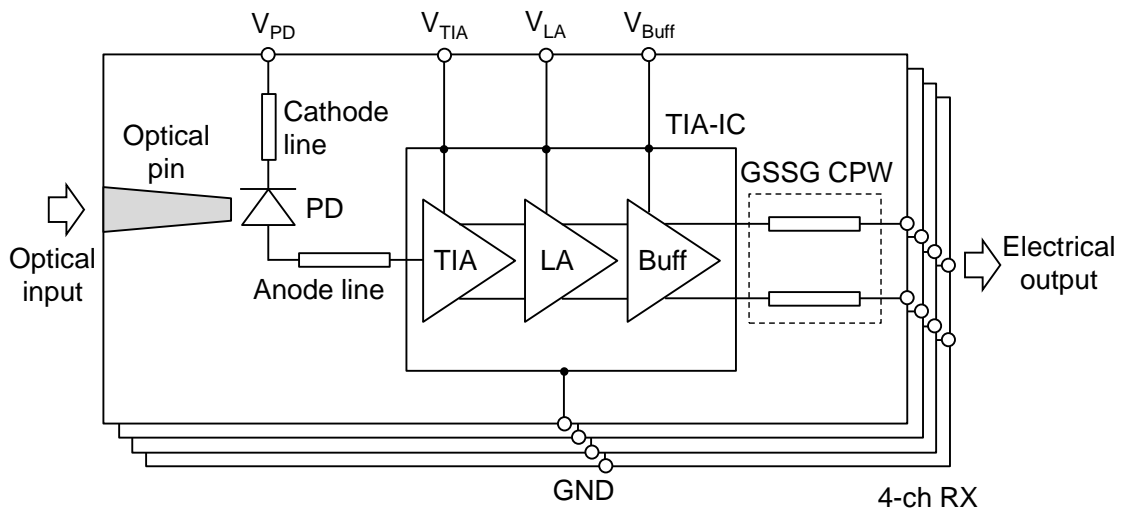 V_PD V_TIA V_LA V_Buff
Cathode
line
TIA-IC
Optical
pin
GSSG CPW
PD
Optical
input
Anode line
TIA LA Buff
Electrical
output
GND
4-ch RX